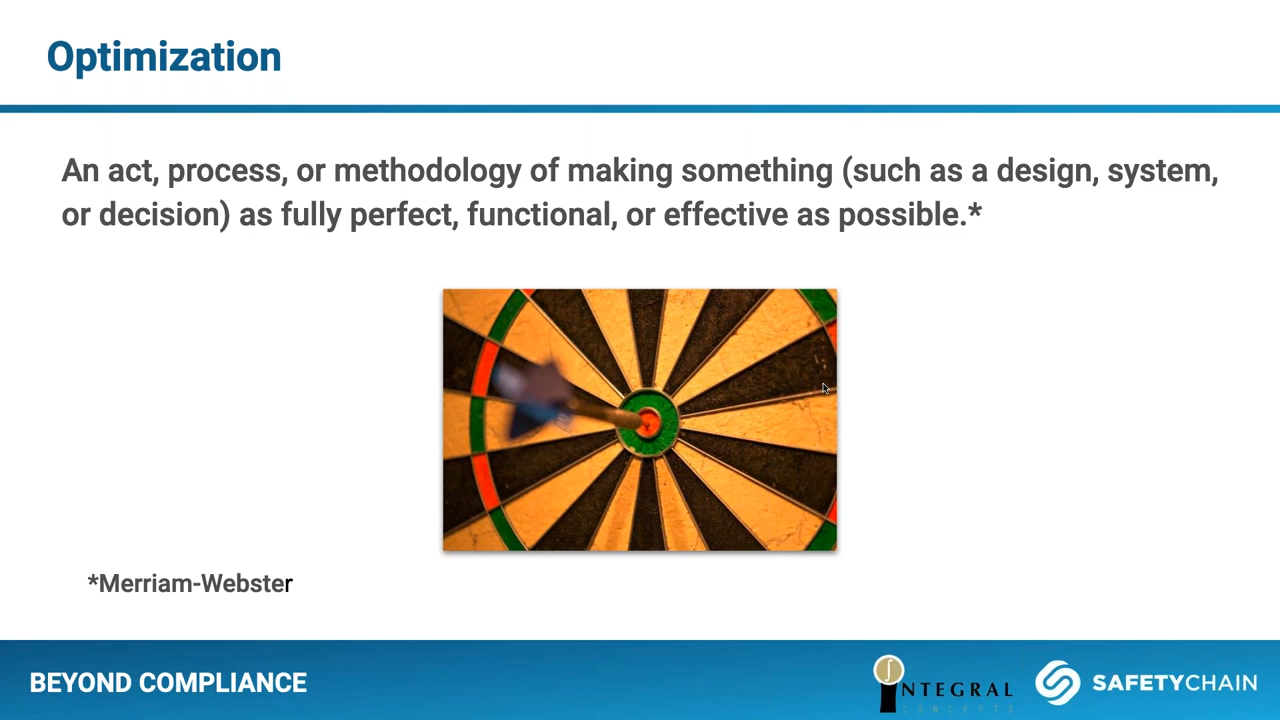 Optimization
An act, process, or methodology of making something (such as a design, system,
or decision) as fully perfect, functional, or effective as possible.*
*Merriam-Webster
BEYOND COMPLIANCE
INTEGRAL
CONCEPTS
SAFETYCHAIN